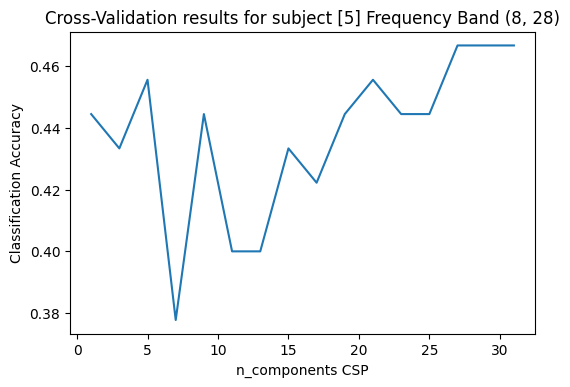 Cross-Validation results for subject [5] Frequency Band (8, 28)
0.46
0.44
0.42
0.40
0.38
Classification Accuracy
0 5 10 15 20 25 30
n_components CSP